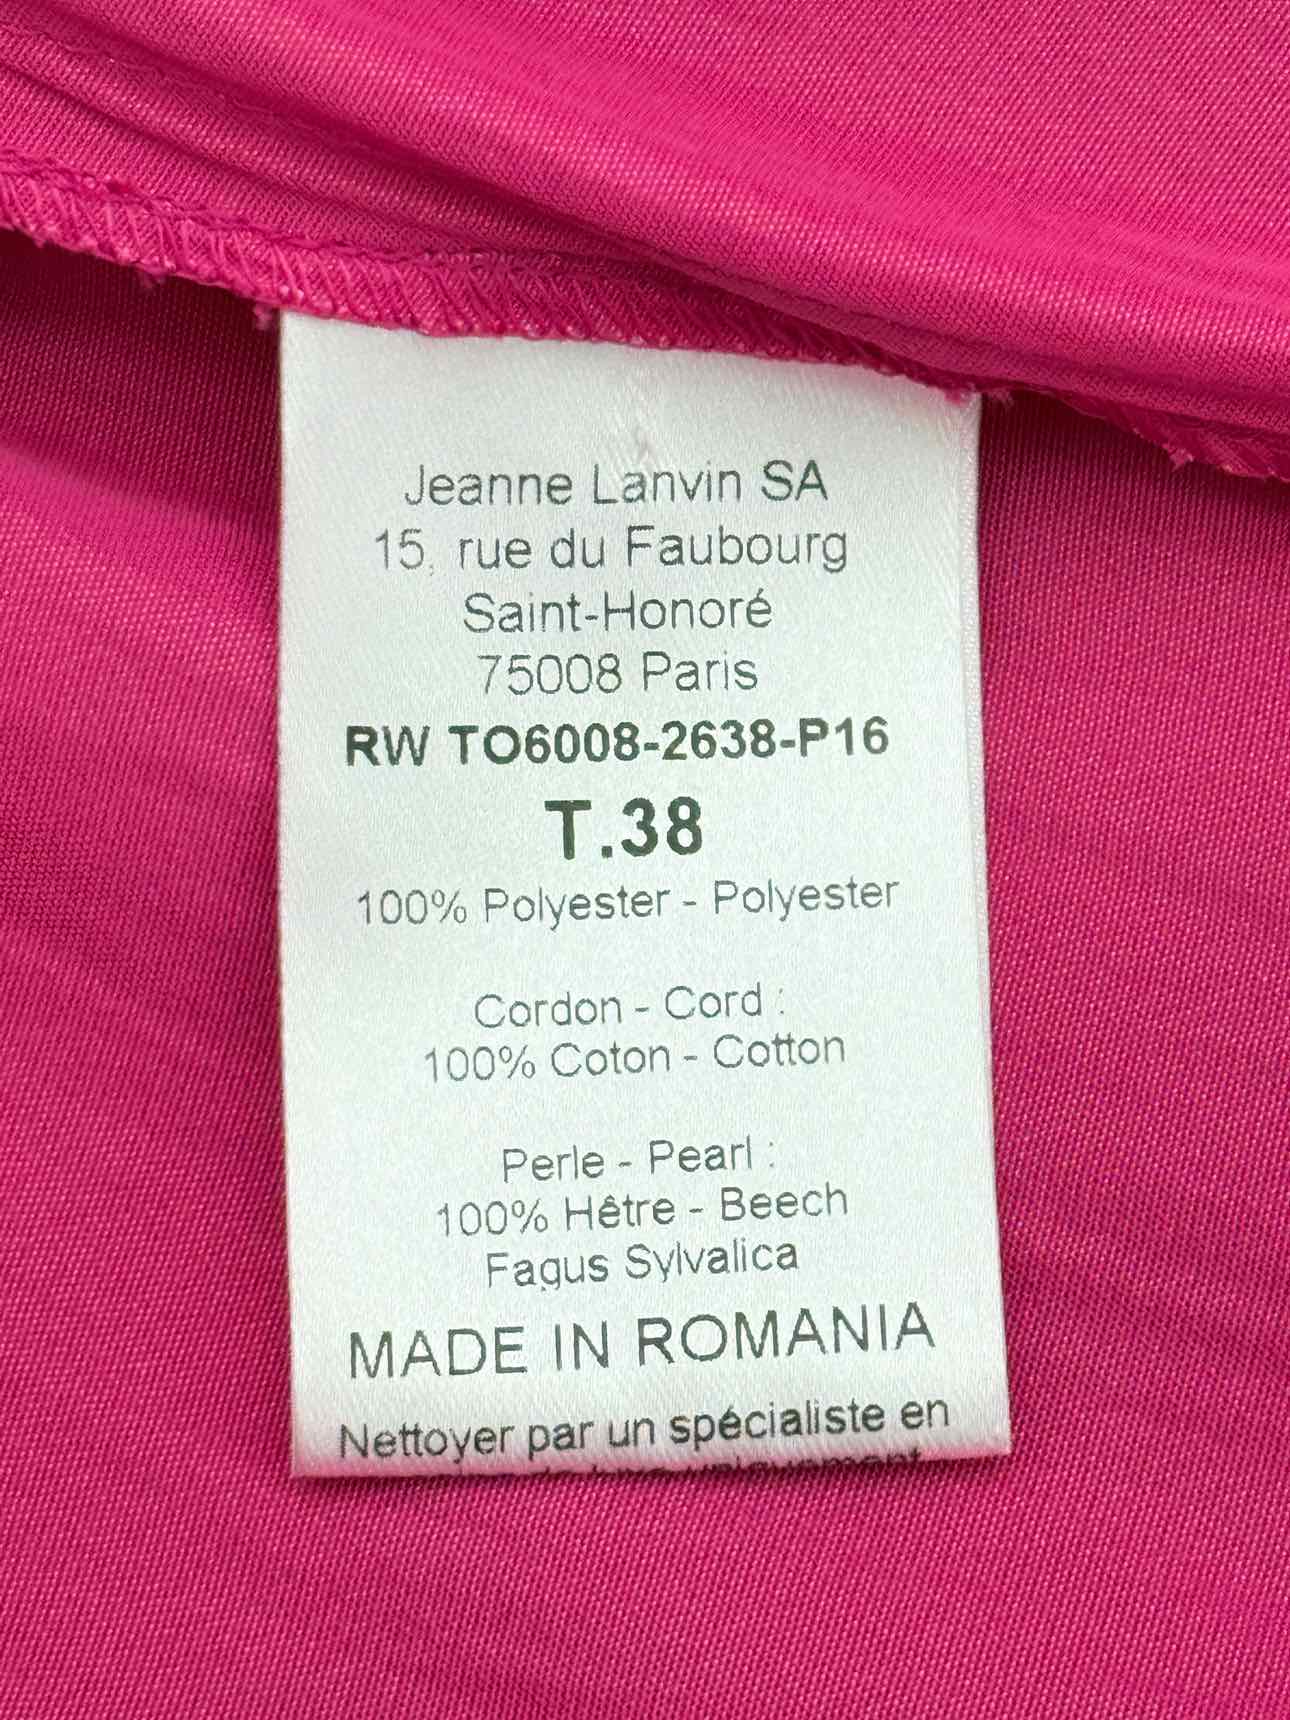 Jeanne Lanvin SA
15, rue du Faubourg
Saint-Honoré
75008 Paris
RW TO6008-2638-P16
T.38
100% Polyester - Polyester
Cordon - Cord :
100% Coton - Cotton
Perle - Pearl :
100% Hêtre - Beech
Fagus Sylvalica
MADE IN ROMANIA
Nettoyer par un spécialiste en
uniquement